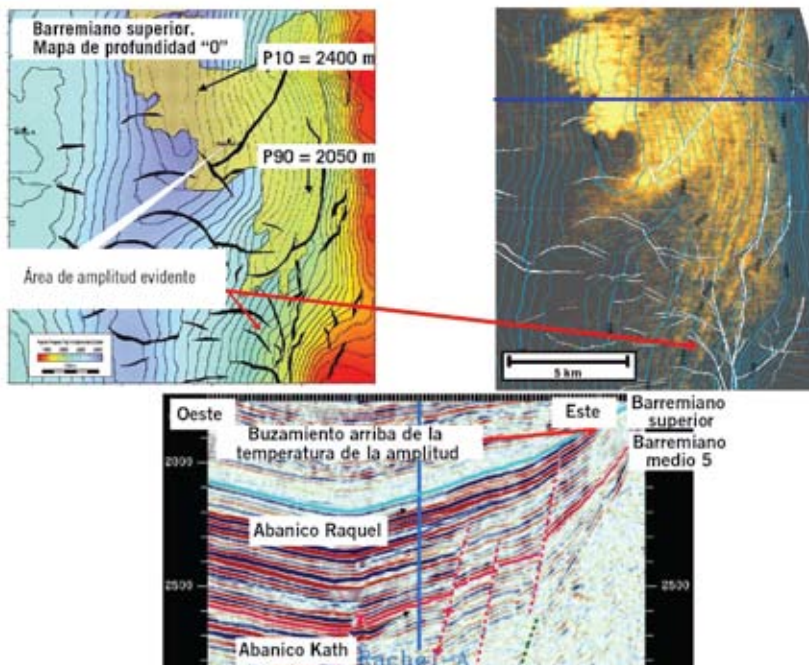 Barremiano superior.
Mapa de profundidad “0”
P10 = 2400 m
P90 = 2050 m
Área de amplitud evidente
5 km
Oeste
Este
Barremiano
superior
Barremiano
medio 5
Buzamiento arriba de la
temperatura de la amplitud
2000
Abanico Raquel
2500
2500
Abanico Kath
Rachel-A